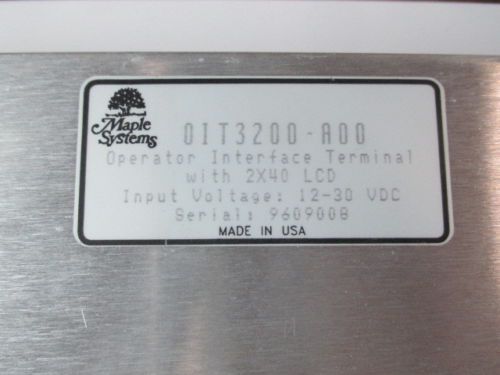 Maple
Systems
OIT3200-A00
Operator Interface Terminal
with 2X40 LCD
Input Voltage: 12-30 VDC
Serial: 9609008
MADE IN USA